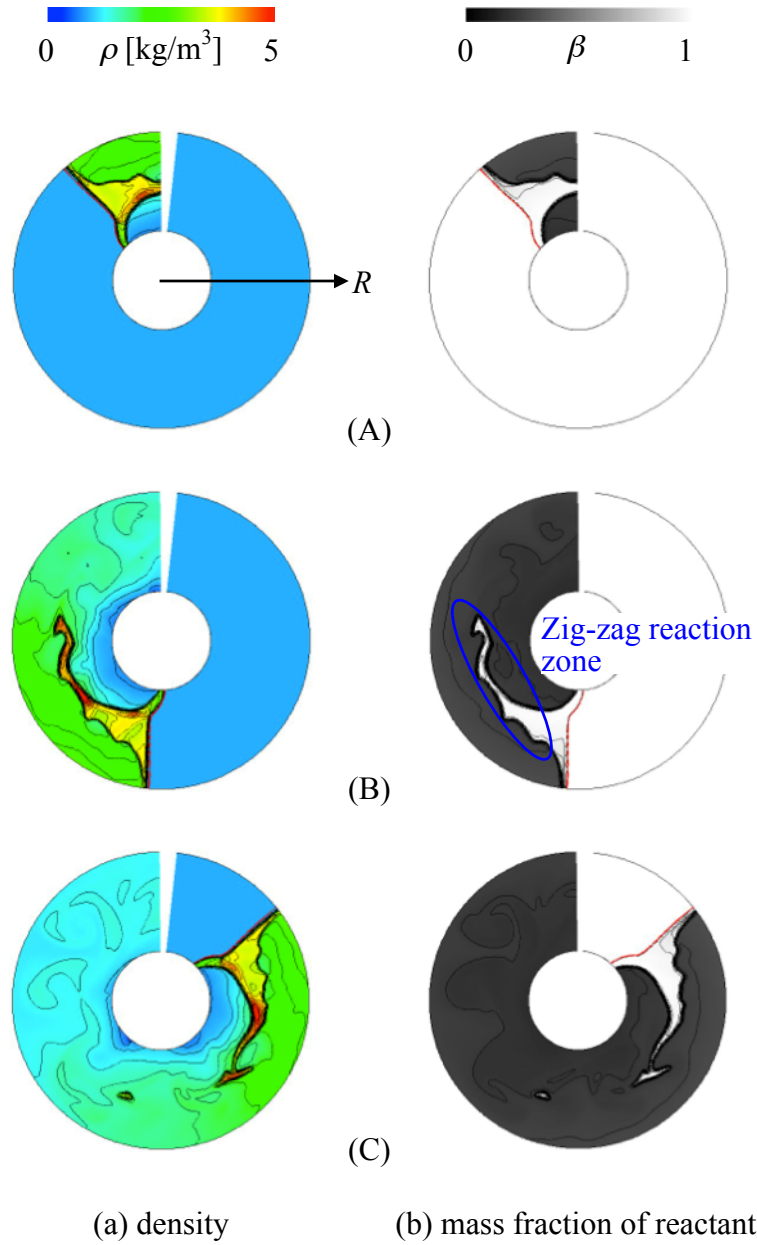 0 ρ [kg/m³] 5
0 β 1
R
(A)
Zig-zag reaction
zone
(B)
(C)
(a) density
(b) mass fraction of reactant